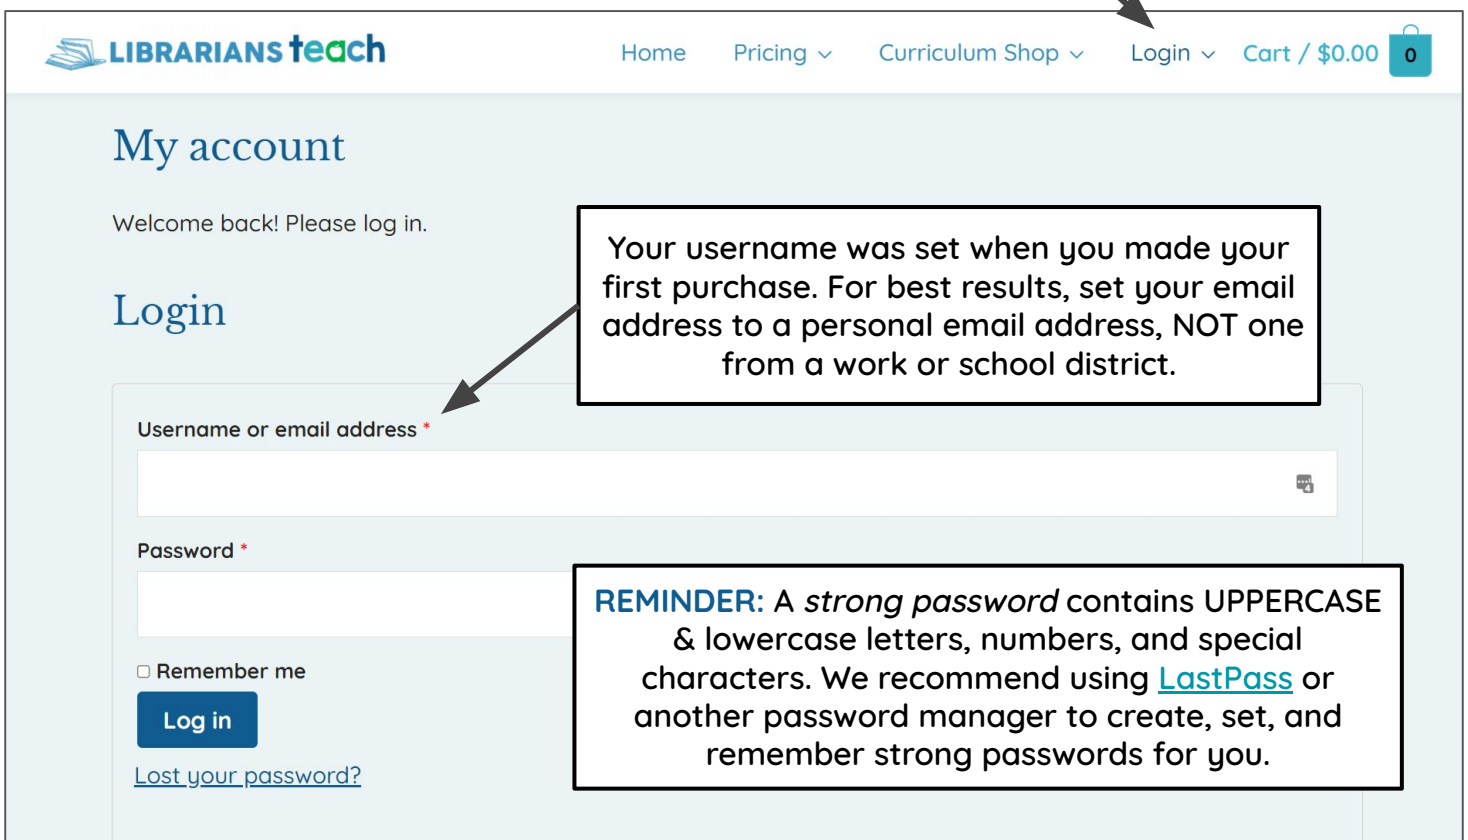 LIBRARIANS teach
Home Pricing Curriculum Shop Login Cart / $0.00 0
My account
Welcome back! Please log in.
Your username was set when you made your
first purchase. For best results, set your email
address to a personal email address, NOT one
from a work or school district.
Login
Username or email address *
4
Password *
REMINDER: A strong password contains UPPERCASE
& lowercase letters, numbers, and special
characters. We recommend using LastPass or
another password manager to create, set, and
remember strong passwords for you.
Remember me
Log in
Lost your password?